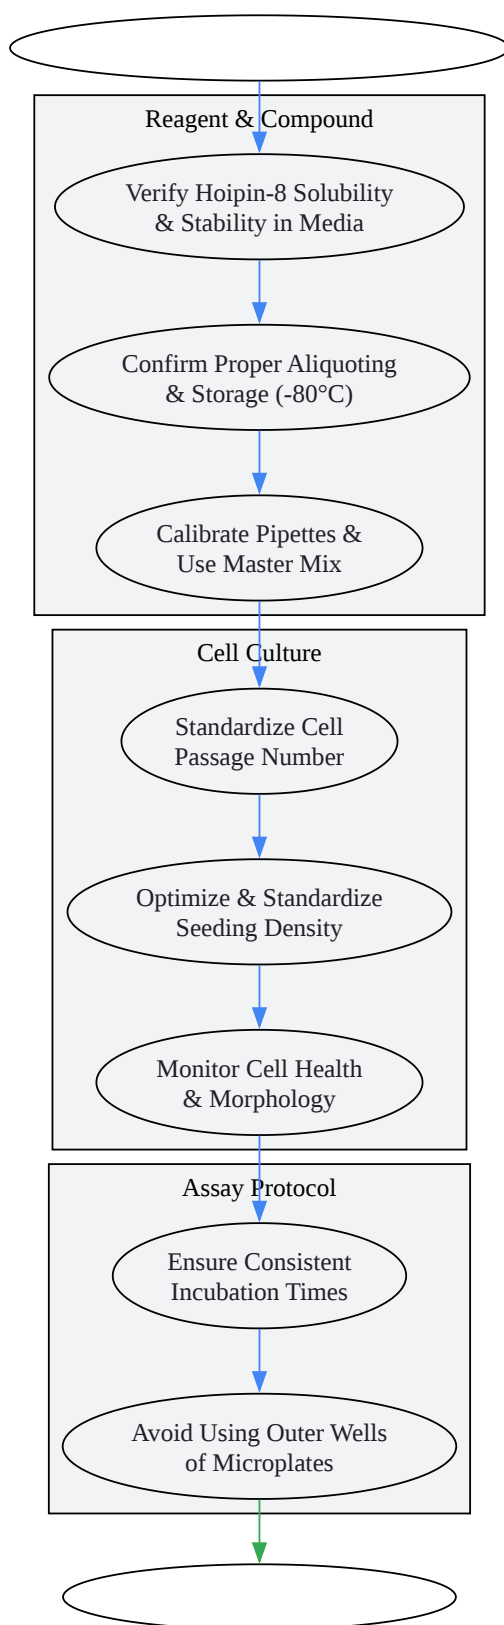 Reagent & Compound
Verify Hoipin-8 Solubility
& Stability in Media
Confirm Proper Aliquoting
& Storage (-80°C)
Calibrate Pipettes &
Use Master Mix
Cell Culture
Standardize Cell
Passage Number
Optimize & Standardize
Seeding Density
Monitor Cell Health
& Morphology
Assay Protocol
Ensure Consistent
Incubation Times
Avoid Using Outer Wells
of Microplates